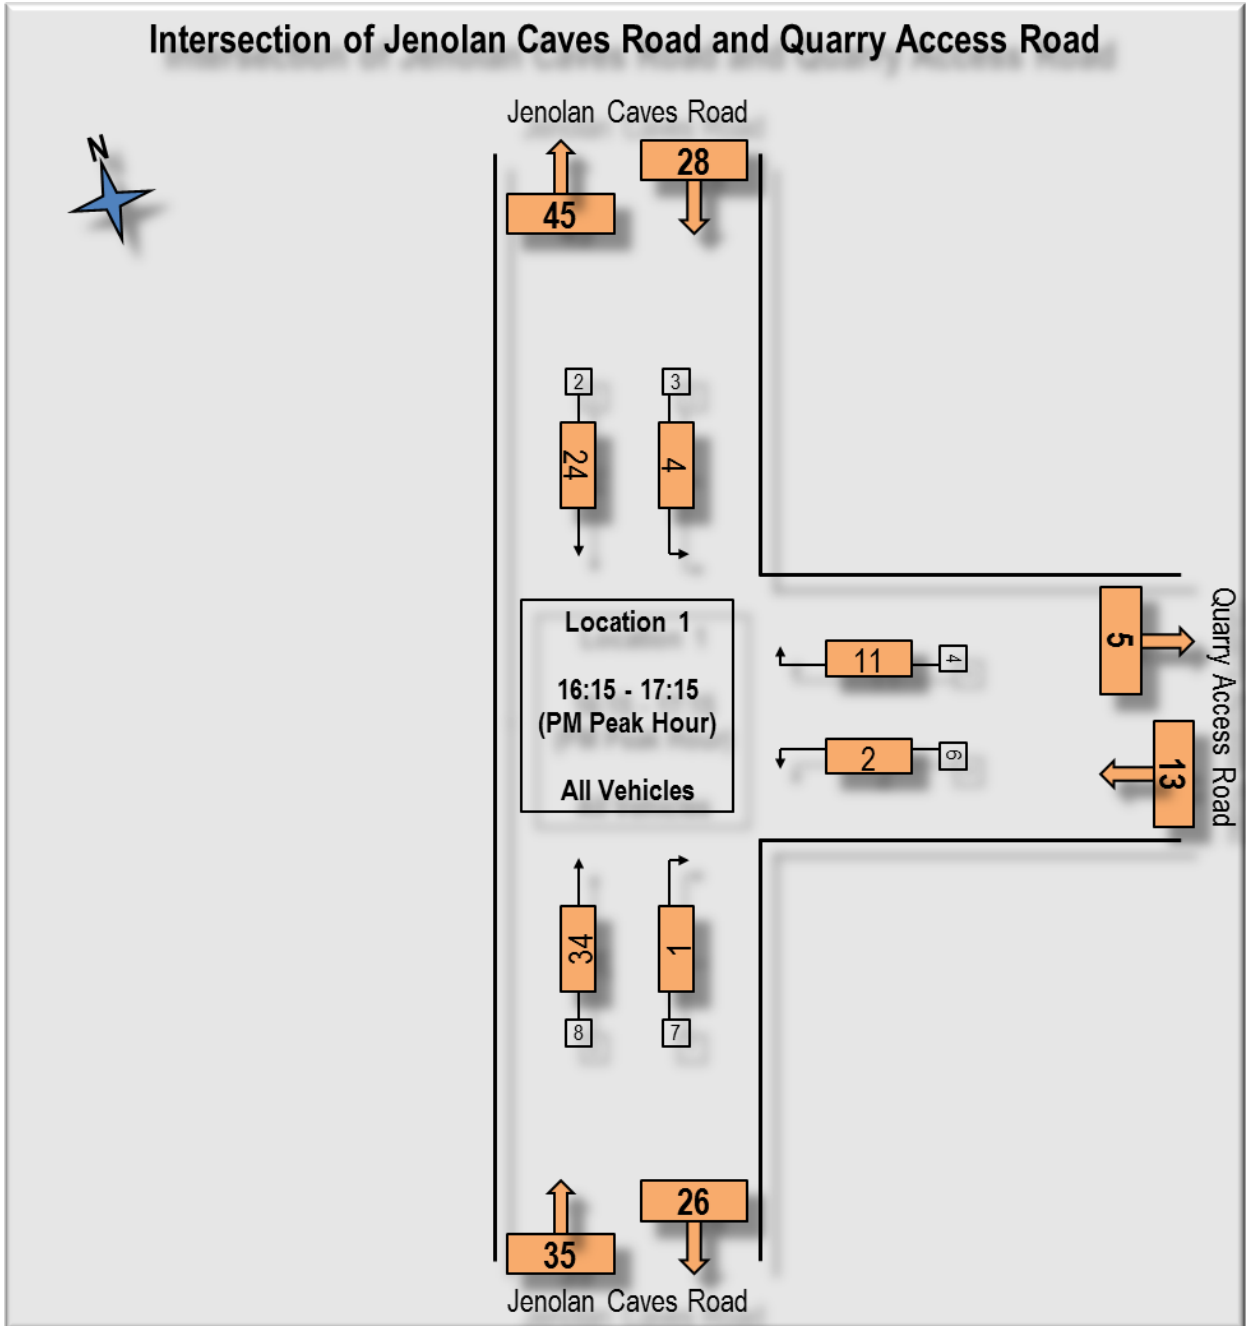 Intersection of Jenolan Caves Road and Quarry Access Road
Jenolan Caves Road
N
28
45
2
3
24
4
Location 1
16:15 - 17:15
(PM Peak Hour)
All Vehicles
11
4
2
6
5
13
Quarry Access Road
34
1
8
7
26
35
Jenolan Caves Road